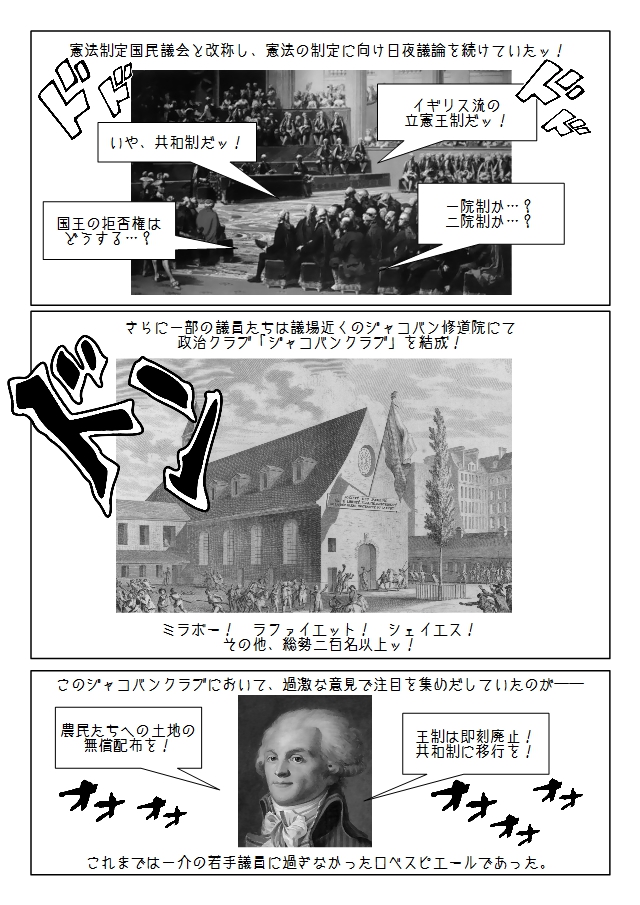 憲法制定国民議会と改称し、憲法の制定に向け日夜議論を続けていたッ！
ドド
ドド
イギリス流の
立憲王制だッ！
いや、共和制だッ！
一院制か…？
二院制か…？
国王の拒否権は
どうする…？
さらに一部の議員たちは議場近くのジャコバン修道院にて
政治クラブ「ジャコバンクラブ」を結成！
ドン
ミラボー！　ラファイエット！　シェイエス！
その他、総勢二百名以上ッ！
このジャコバンクラブにおいて、過激な意見で注目を集めだしていたのが――
王制は即刻廃止！
共和制に移行を！
農民たちへの土地の
無償配布を！
オオオオ
オオオオオオ
これまでは一介の若手議員に過ぎなかったロベスピエールであった。